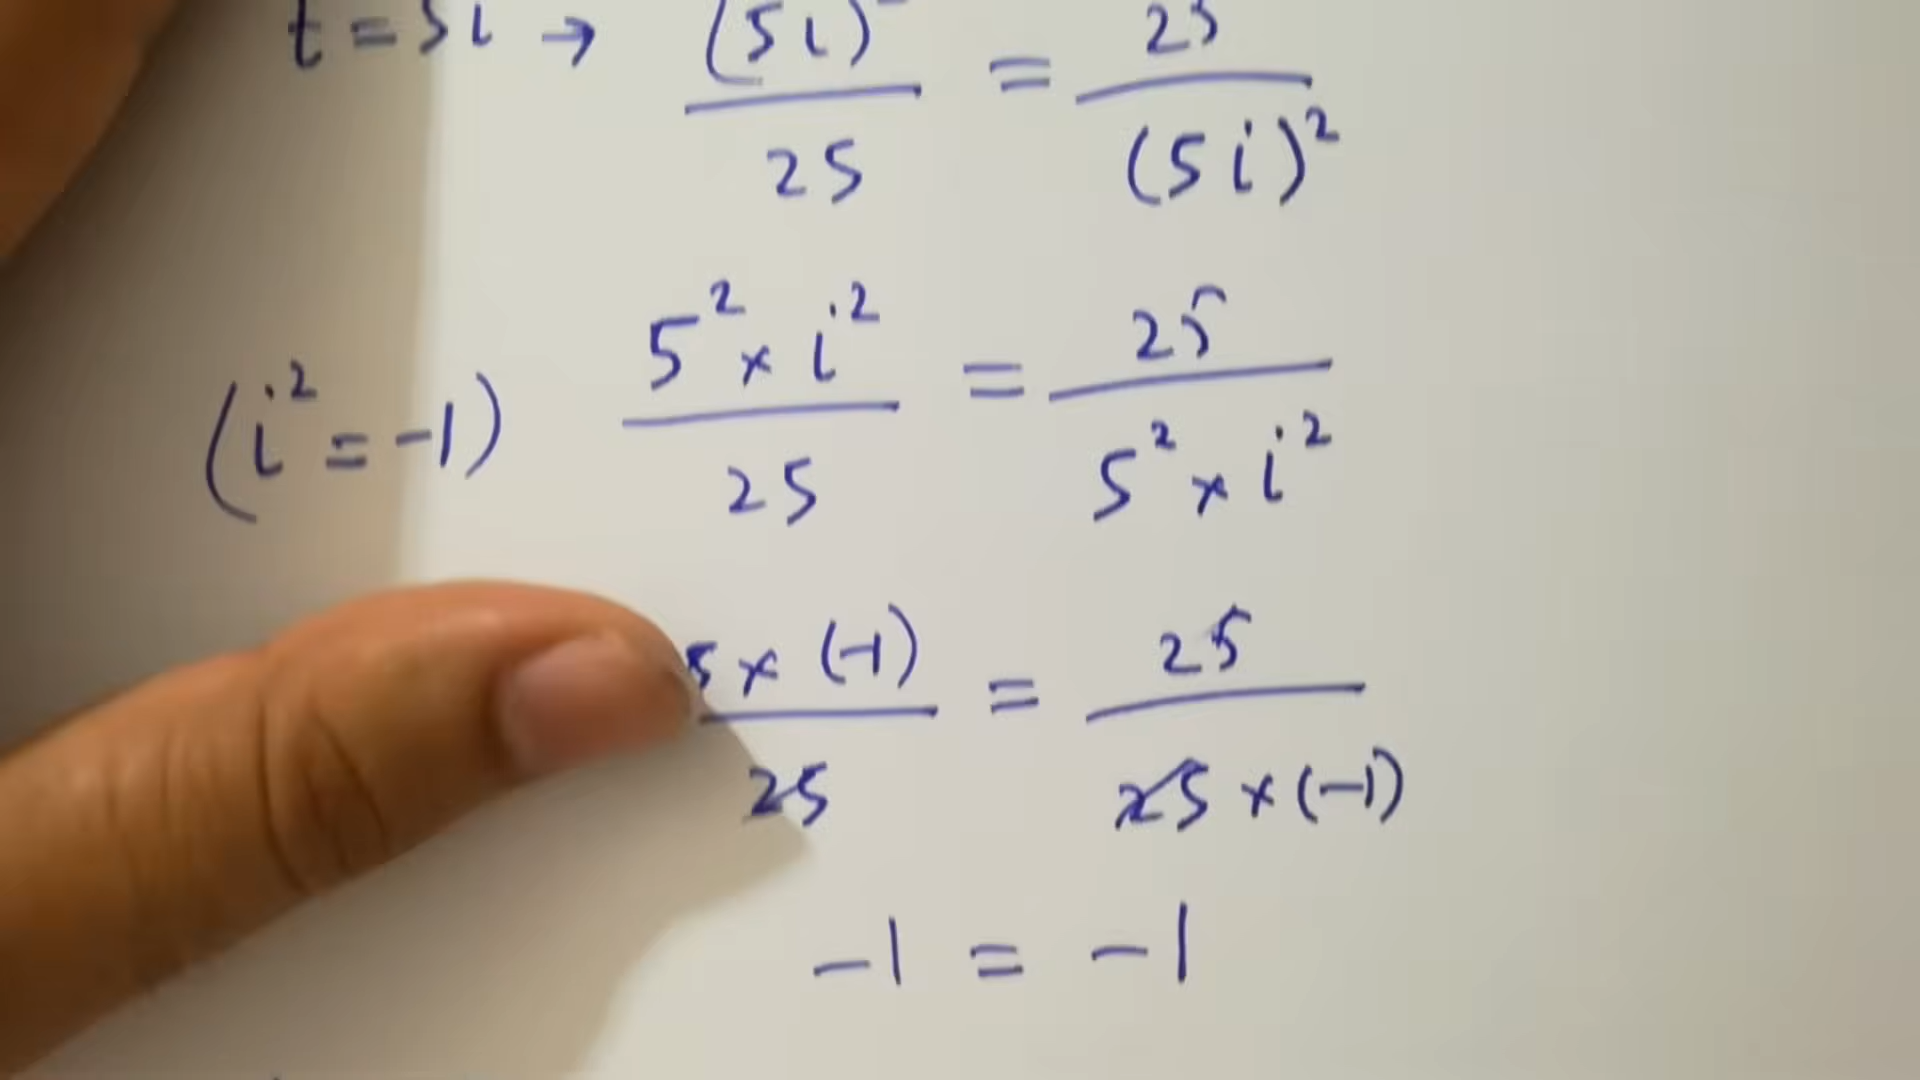 t = 5i → (5i)² / 25 = 25 / (5i)²
(i² = -1) 5² × i² / 25 = 25 / 5² × i²
5 × (-1) / 25 = 25 / 25 × (-1)
-1 = -1